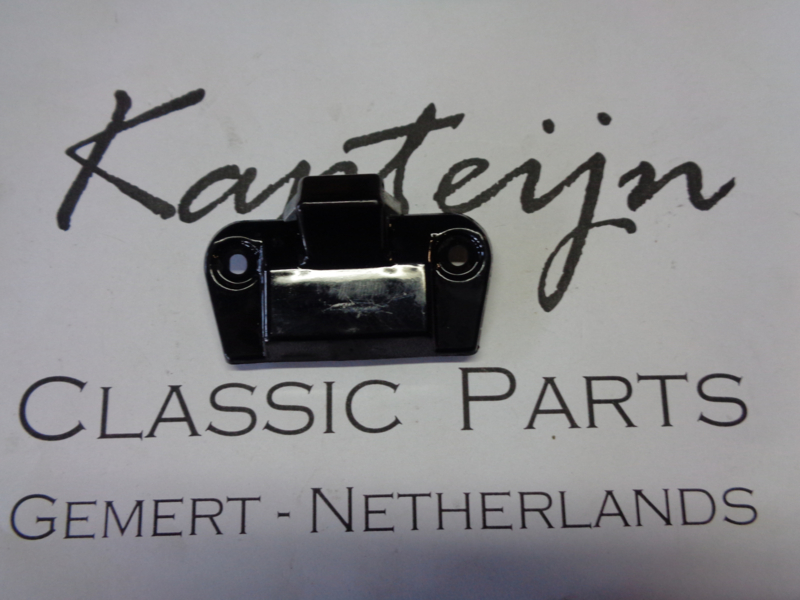 Kanteijn
CLASSIC PARTS
GEMERT - NETHERLANDS